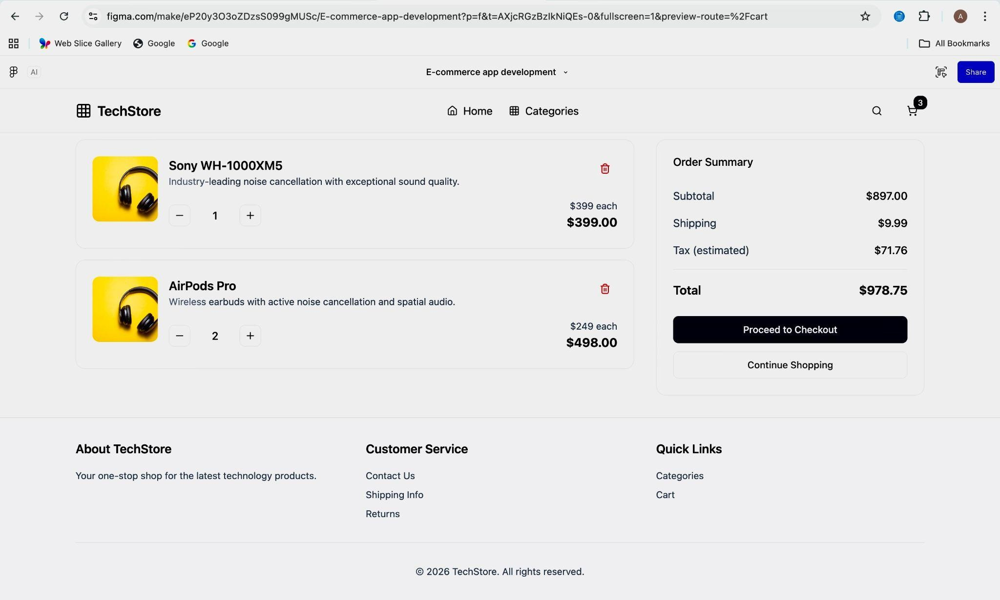 figma.com/make/eP20y3O3oZDzsS099gMUSc/E-commerce-app-development?p=f&t=AXjcRGzBzIkNiQEs-0&fullscreen=1&preview-route=%2Fcart
A
Web Slice Gallery
Google
Google
All Bookmarks
AI
E-commerce app development
Share
TechStore
Home
Categories
3
Sony WH-1000XM5
Industry-leading noise cancellation with exceptional sound quality.
1
$399 each
$399.00
AirPods Pro
Wireless earbuds with active noise cancellation and spatial audio.
2
$249 each
$498.00
Order Summary
Subtotal $897.00
Shipping $9.99
Tax (estimated) $71.76
Total $978.75
Proceed to Checkout
Continue Shopping
About TechStore
Your one-stop shop for the latest technology products.
Customer Service
Contact Us
Shipping Info
Returns
Quick Links
Categories
Cart
© 2026 TechStore. All rights reserved.